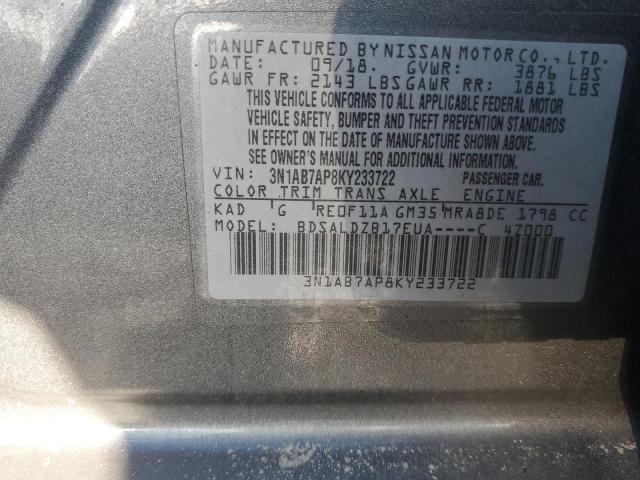 MANUFACTURED BY NISSAN MOTOR CO., LTD.
DATE: 09/18. GVWR: 3876 LBS
GAWR FR: 2143 LBS GAWR RR: 1881 LBS
THIS VEHICLE CONFORMS TO ALL APPLICABLE FEDERAL MOTOR
VEHICLE SAFETY, BUMPER AND THEFT PREVENTION STANDARDS
IN EFFECT ON THE DATE OF MANUFACTURE SHOWN ABOVE.
SEE OWNER'S MANUAL FOR ADDITIONAL INFORMATION.
VIN: 3N1AB7AP8KY233722 PASSENGER CAR.
COLOR TRIM TRANS AXLE ENGINE
KAD G RE0F11A GM35 MRA8DE 1798 CC
MODEL: BDSALDZB17EUA----C 4Z000
3N1AB7AP8KY233722